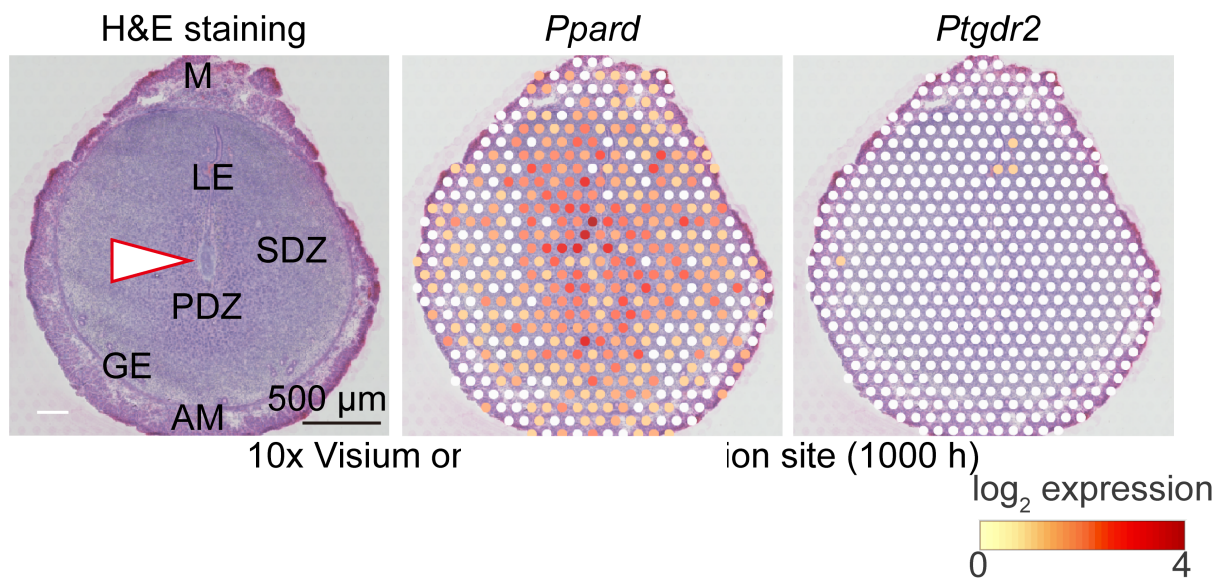 H&E staining
Ppard
Ptgdr2
M
LE
SDZ
PDZ
GE
AM
500 µm
10x Visium or
ion site (1000 h)
log2 expression
0 4